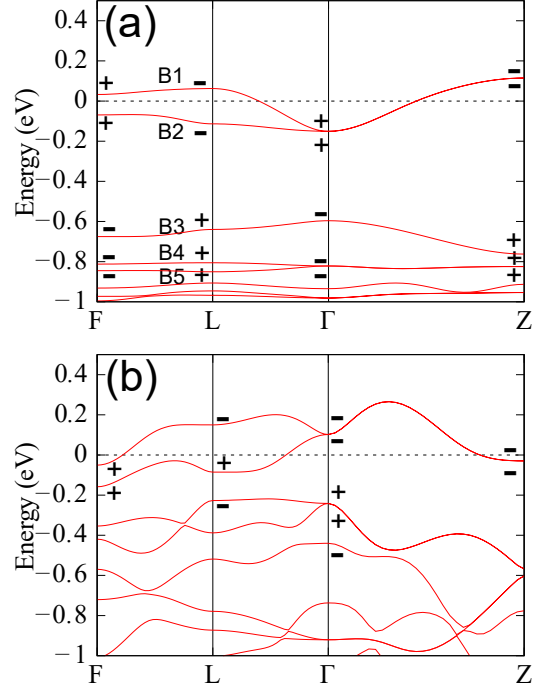 (a)
Energy (eV)
0.4
0.2
0
−0.2
−0.4
−0.6
−0.8
−1
B1
B2
B3
B4
B5
+ − + −
+ − + −
− + − +
− + − +
− + − +
F L Γ Z
(b)
Energy (eV)
0.4
0.2
0
−0.2
−0.4
−0.6
−0.8
−1
− − −
+ + − −
+ − + +
−
F L Γ Z